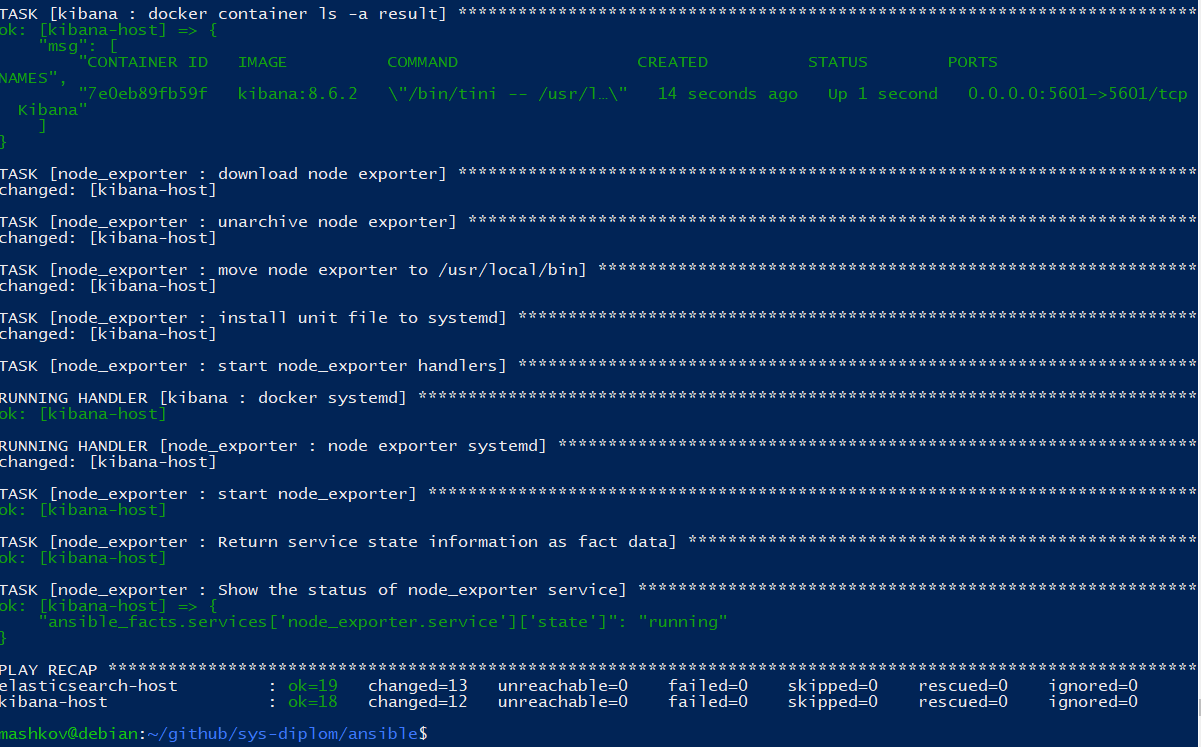 TASK [kibana : docker container ls -a result] **************************************************************************
ok: [kibana-host] => {
    "msg": [
        "CONTAINER ID   IMAGE          COMMAND                  CREATED          STATUS        PORTS
NAMES",
        "7e0eb89fb59f   kibana:8.6.2   \"/bin/tini -- /usr/l…\"   14 seconds ago   Up 1 second   0.0.0.0:5601->5601/tcp
  Kibana"
    ]
}
TASK [node_exporter : download node exporter] **************************************************************************
changed: [kibana-host]
TASK [node_exporter : unarchive node exporter] *************************************************************************
changed: [kibana-host]
TASK [node_exporter : move node exporter to /usr/local/bin] ************************************************************
changed: [kibana-host]
TASK [node_exporter : install unit file to systemd] ********************************************************************
changed: [kibana-host]
TASK [node_exporter : start node_exporter handlers] ********************************************************************
RUNNING HANDLER [kibana : docker systemd] ******************************************************************************
ok: [kibana-host]
RUNNING HANDLER [node_exporter : node exporter systemd] ****************************************************************
changed: [kibana-host]
TASK [node_exporter : start node_exporter] *****************************************************************************
ok: [kibana-host]
TASK [node_exporter : Return service state information as fact data] ***************************************************
ok: [kibana-host]
TASK [node_exporter : Show the status of node_exporter service] ********************************************************
ok: [kibana-host] => {
    "ansible_facts.services['node_exporter.service']['state']": "running"
}
PLAY RECAP *************************************************************************************************************
elasticsearch-host         : ok=19   changed=13   unreachable=0    failed=0    skipped=0    rescued=0    ignored=0
kibana-host                : ok=18   changed=12   unreachable=0    failed=0    skipped=0    rescued=0    ignored=0
mashkov@debian:~/github/sys-diplom/ansible$